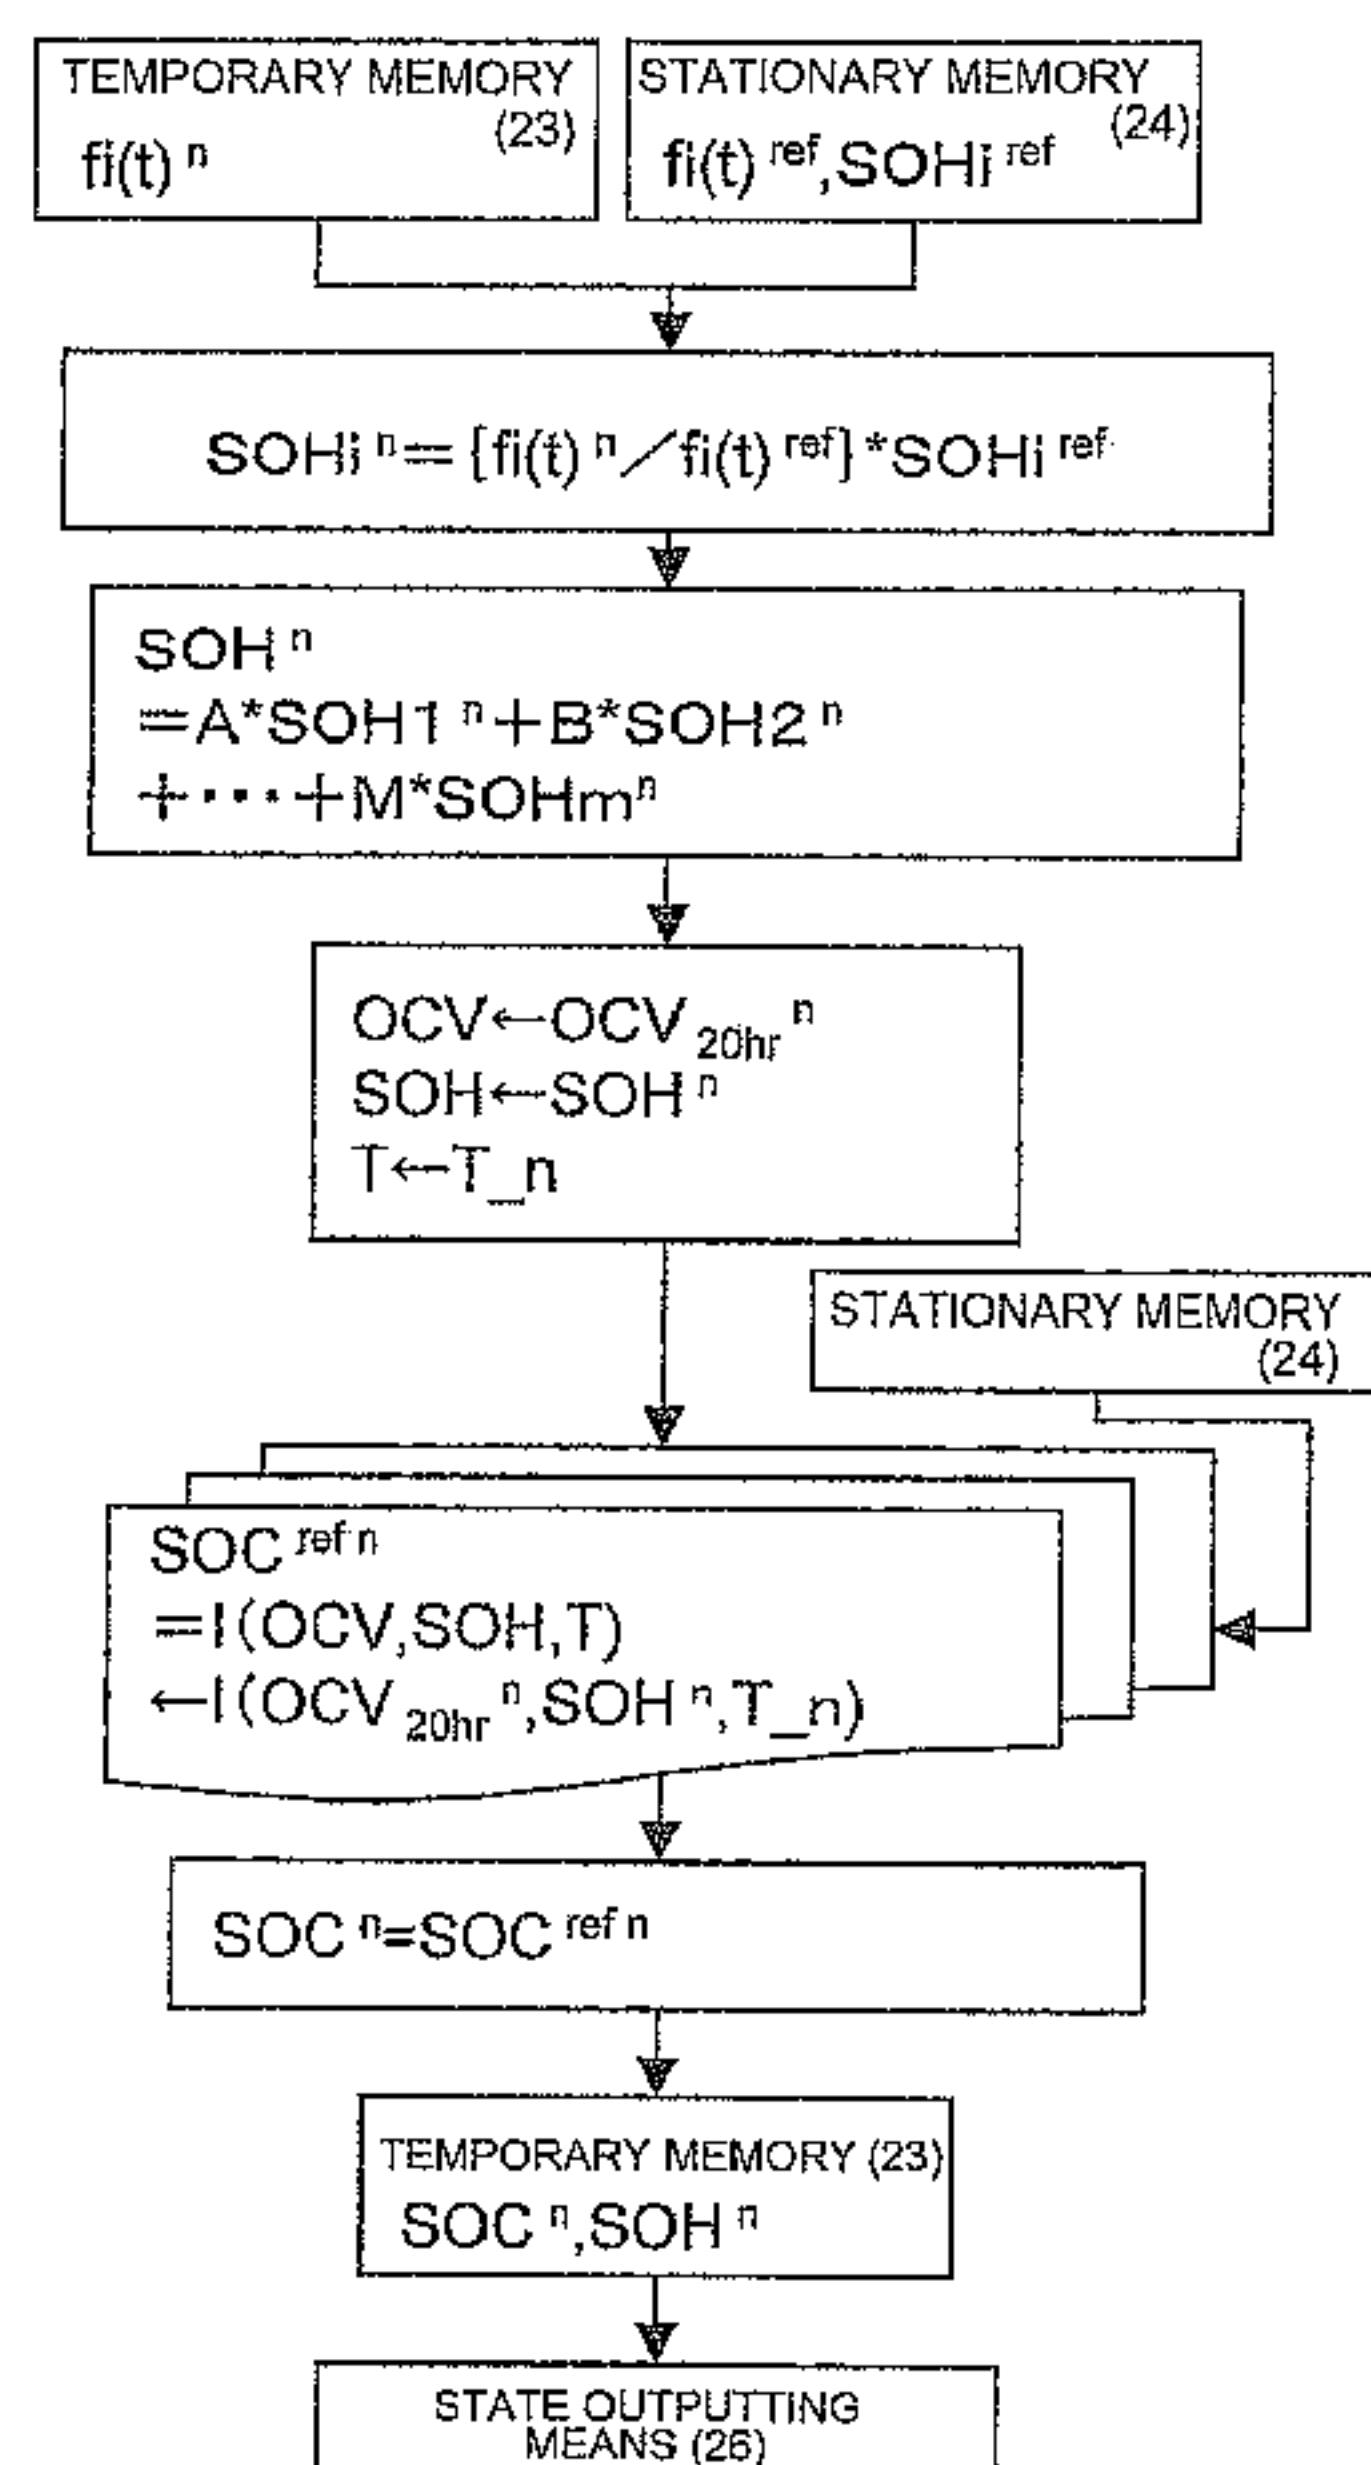 TEMPORARY MEMORY
(23)
fi(t) ⁿ
STATIONARY MEMORY
(24)
fi(t) ʳᵉᶠ,SOHi ʳᵉᶠ
SOHi ⁿ={fi(t) ⁿ/fi(t) ʳᵉᶠ}*SOHi ʳᵉᶠ
SOH ⁿ
=A*SOH1 ⁿ+B*SOH2 ⁿ
+···+M*SOHmⁿ
OCV←OCV ₂₀ₕᵣ ⁿ
SOH←SOH ⁿ
T←T_n
STATIONARY MEMORY
(24)
SOC ʳᵉᶠ ⁿ
=I(OCV,SOH,T)
←I(OCV ₂₀ₕᵣ ⁿ,SOH ⁿ,T_n)
SOC ⁿ=SOC ʳᵉᶠ ⁿ
TEMPORARY MEMORY (23)
SOC ⁿ,SOH ⁿ
STATE OUTPUTTING
MEANS (26)